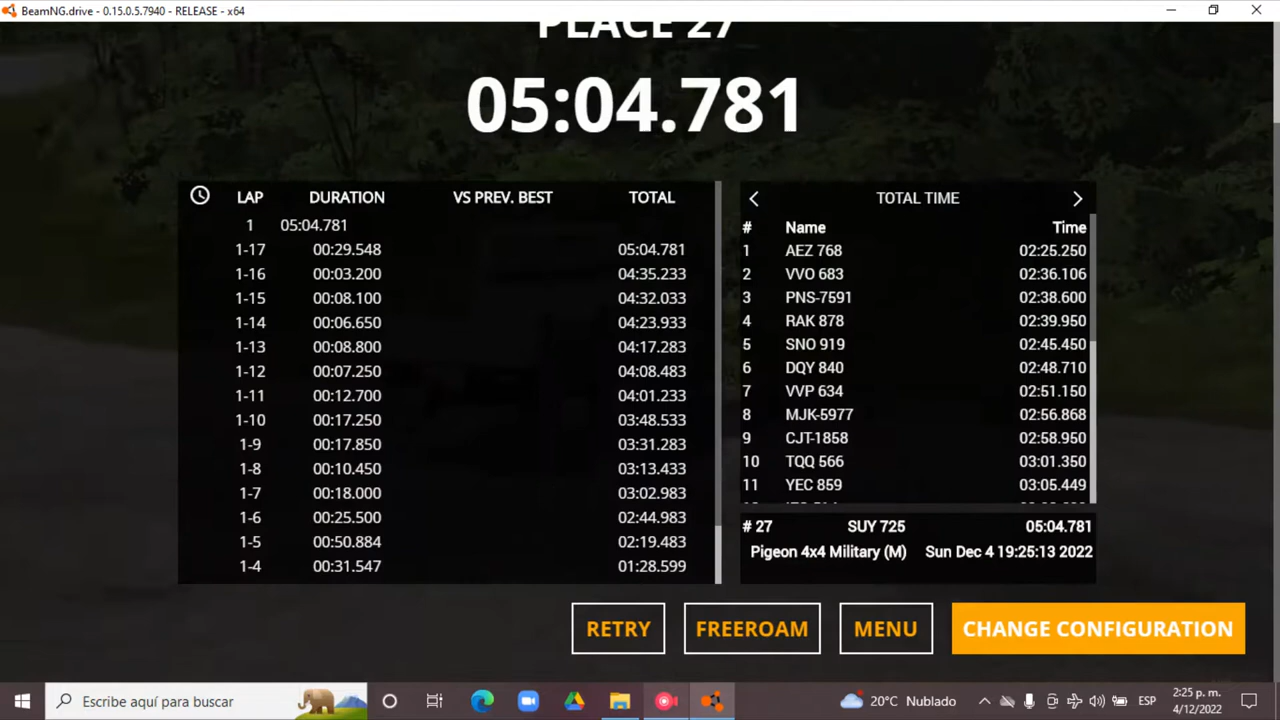 BeamNG.drive - 0.15.0.5.7940 - RELEASE - x64
PLACE 27
05:04.781
LAP DURATION VS PREV. BEST TOTAL
1 05:04.781
1-17 00:29.548 05:04.781
1-16 00:03.200 04:35.233
1-15 00:08.100 04:32.033
1-14 00:06.650 04:23.933
1-13 00:08.800 04:17.283
1-12 00:07.250 04:08.483
1-11 00:12.700 04:01.233
1-10 00:17.250 03:48.533
1-9 00:17.850 03:31.283
1-8 00:10.450 03:13.433
1-7 00:18.000 03:02.983
1-6 00:25.500 02:44.983
1-5 00:50.884 02:19.483
1-4 00:31.547 01:28.599
TOTAL TIME
# Name Time
1 AEZ 768 02:25.250
2 VVO 683 02:36.106
3 PNS-7591 02:38.600
4 RAK 878 02:39.950
5 SNO 919 02:45.450
6 DQY 840 02:48.710
7 VVP 634 02:51.150
8 MJK-5977 02:56.868
9 CJT-1858 02:58.950
10 TQQ 566 03:01.350
11 YEC 859 03:05.449
# 27 SUY 725 05:04.781
Pigeon 4x4 Military (M) Sun Dec 4 19:25:13 2022
RETRY FREEROAM MENU CHANGE CONFIGURATION
Escribe aquí para buscar 20°C Nublado ESP 2:25 p. m.
4/12/2022